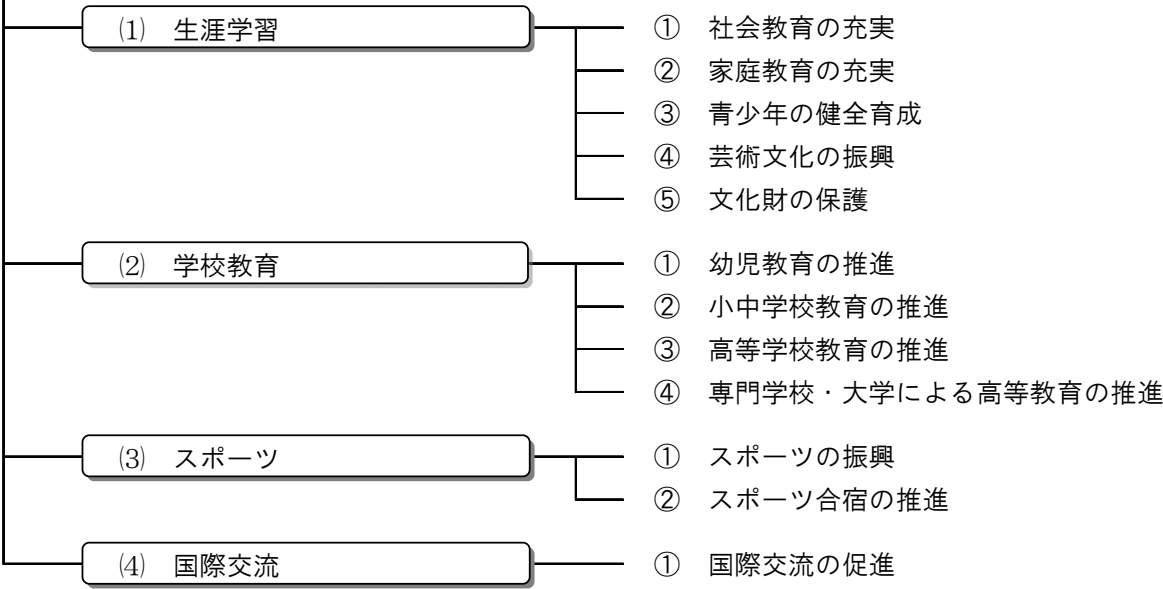 ⑴ 生涯学習 ① 社会教育の充実
② 家庭教育の充実
③ 青少年の健全育成
④ 芸術文化の振興
⑤ 文化財の保護
⑵ 学校教育 ① 幼児教育の推進
② 小中学校教育の推進
③ 高等学校教育の推進
④ 専門学校・大学による高等教育の推進
⑶ スポーツ ① スポーツの振興
② スポーツ合宿の推進
⑷ 国際交流 ① 国際交流の促進